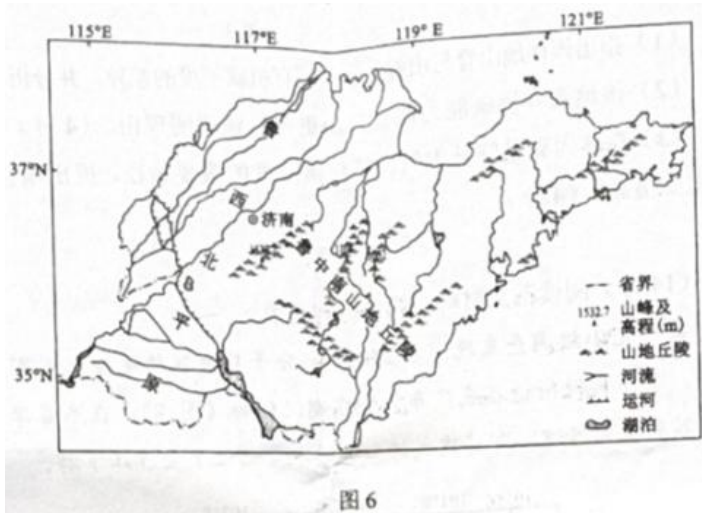 115°E 117°E 119°E 121°E
37°N
35°N
鲁
西
北
平
原
济南
鲁中南山地丘陵
省界
1532.7 山峰及
高程(m)
山地丘陵
河流
运河
湖泊
图6